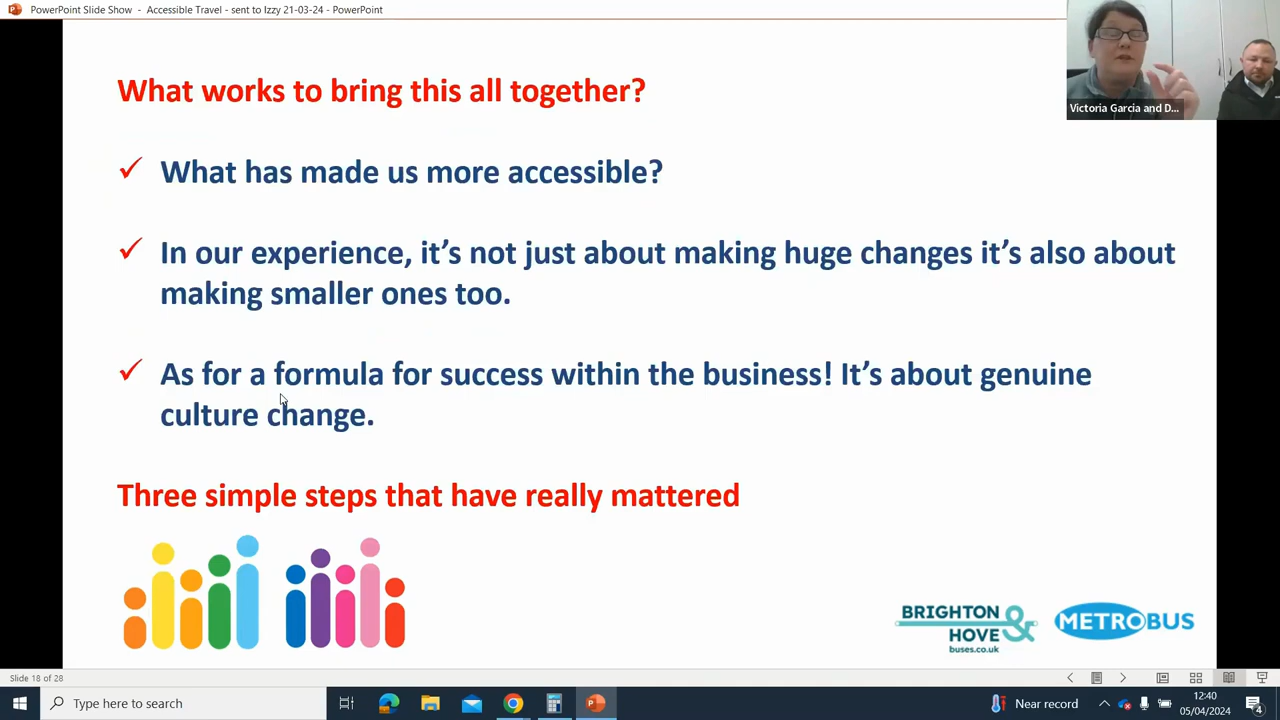 PowerPoint Slide Show - Accessible Travel - sent to Izzy 21-03-24 - PowerPoint
Victoria Garcia and D...
What works to bring this all together?
What has made us more accessible?
In our experience, it's not just about making huge changes it's also about
making smaller ones too.
As for a formula for success within the business! It's about genuine
culture change.
Three simple steps that have really mattered
BRIGHTON
& HOVE
buses.co.uk
METROBUS
Slide 18 of 28
Type here to search
Near record
12:40
05/04/2024
4